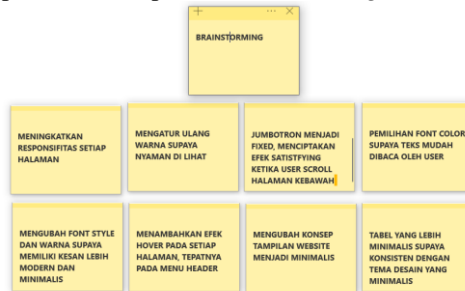 BRAINSTORMING
MENINGKATKAN
RESPONSIFITAS SETIAP
HALAMAN
MENGATUR ULANG
WARNA SUPAYA
NYAMAN DI LIHAT
JUMBOTRON MENJADI
FIXED, MENCIPTAKAN
EFEK SATISTFYING
KETIKA USER SCROLL
HALAMAN KEBAWAH
PEMILIHAN FONT COLOR
SUPAYA TEKS MUDAH
DIBACA OLEH USER
MENGUBAH FONT STYLE
DAN WARNA SUPAYA
MEMILIKI KESAN LEBIH
MODERN DAN
MINIMALIS
MENAMBAHKAN EFEK
HOVER PADA SETIAP
HALAMAN, TEPATNYA
PADA MENU HEADER
MENGUBAH KONSEP
TAMPILAN WEBSITE
MENJADI MINIMALIS
TABEL YANG LEBIH
MINIMALIS SUPAYA
KONSISTEN DENGAN
TEMA DESAIN YANG
MINIMALIS